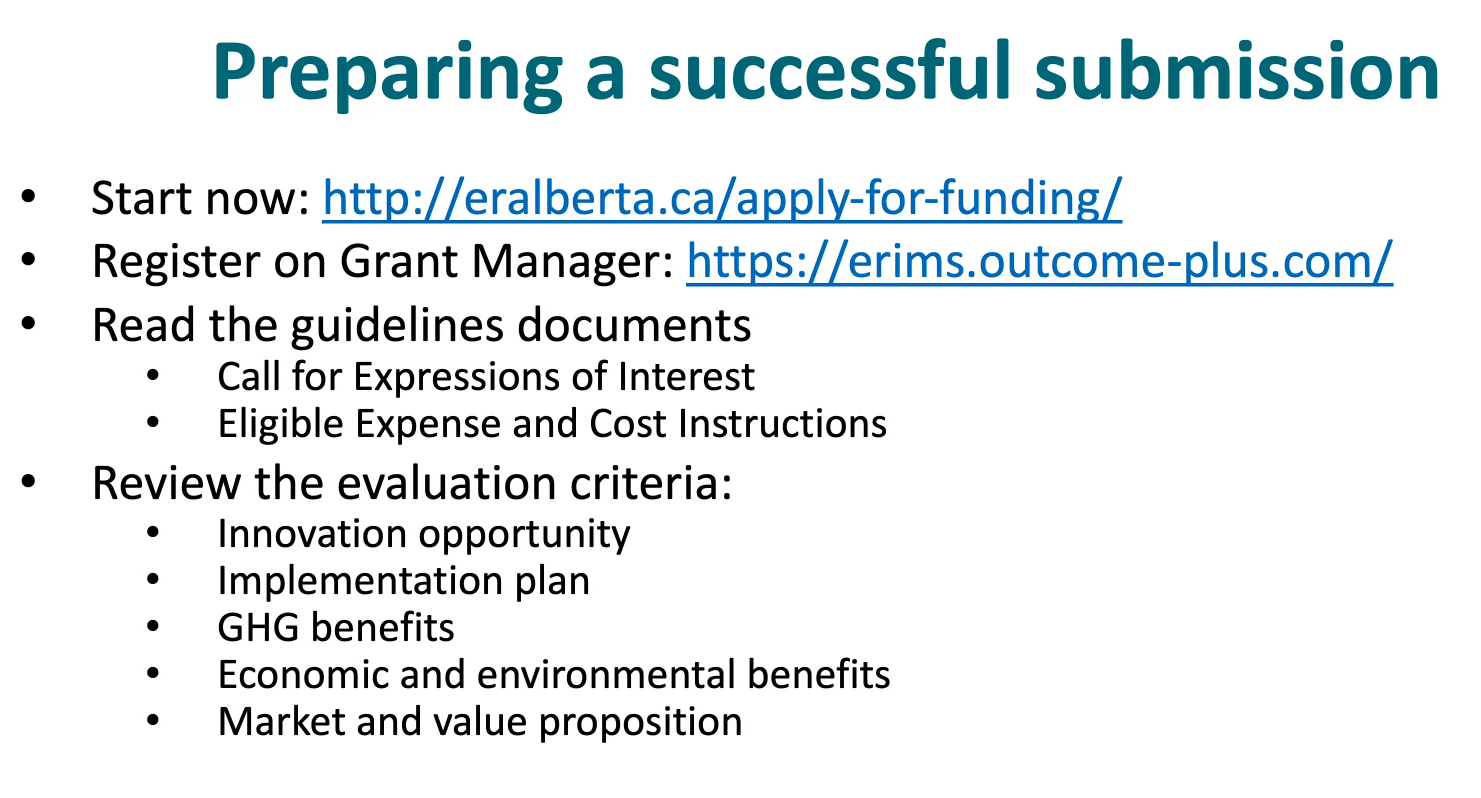 Preparing a successful submission
• Start now: http://eralberta.ca/apply-for-funding/
• Register on Grant Manager: https://erims.outcome-plus.com/
• Read the guidelines documents
• Call for Expressions of Interest
• Eligible Expense and Cost Instructions
• Review the evaluation criteria:
• Innovation opportunity
• Implementation plan
• GHG benefits
• Economic and environmental benefits
• Market and value proposition